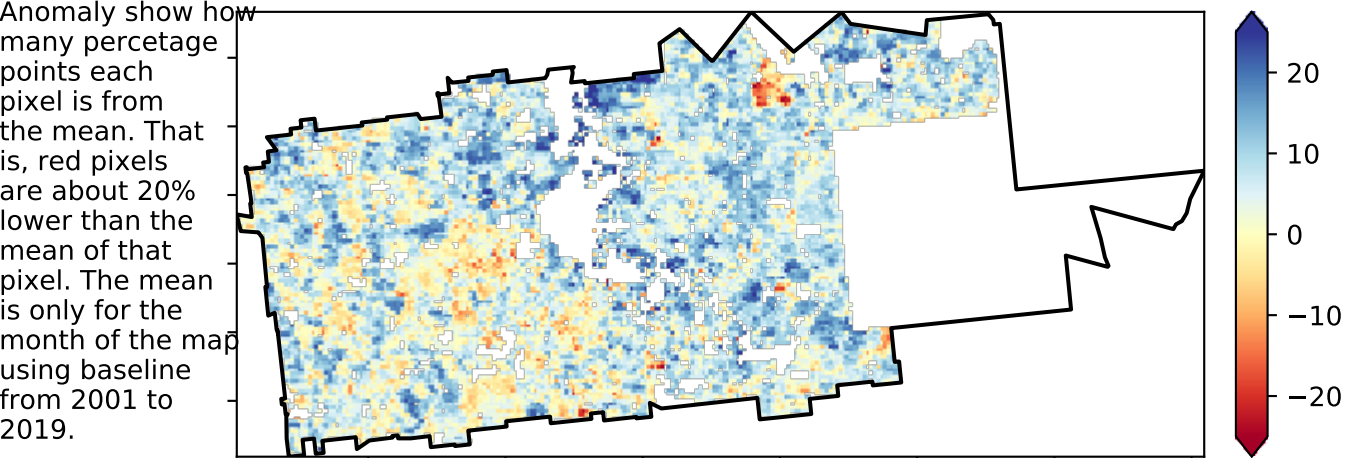 Anomaly show how
many percetage
points each
pixel is from
the mean. That
is, red pixels
are about 20%
lower than the
mean of that
pixel. The mean
is only for the
month of the map
using baseline
from 2001 to
2019.
20
10
0
−10
−20